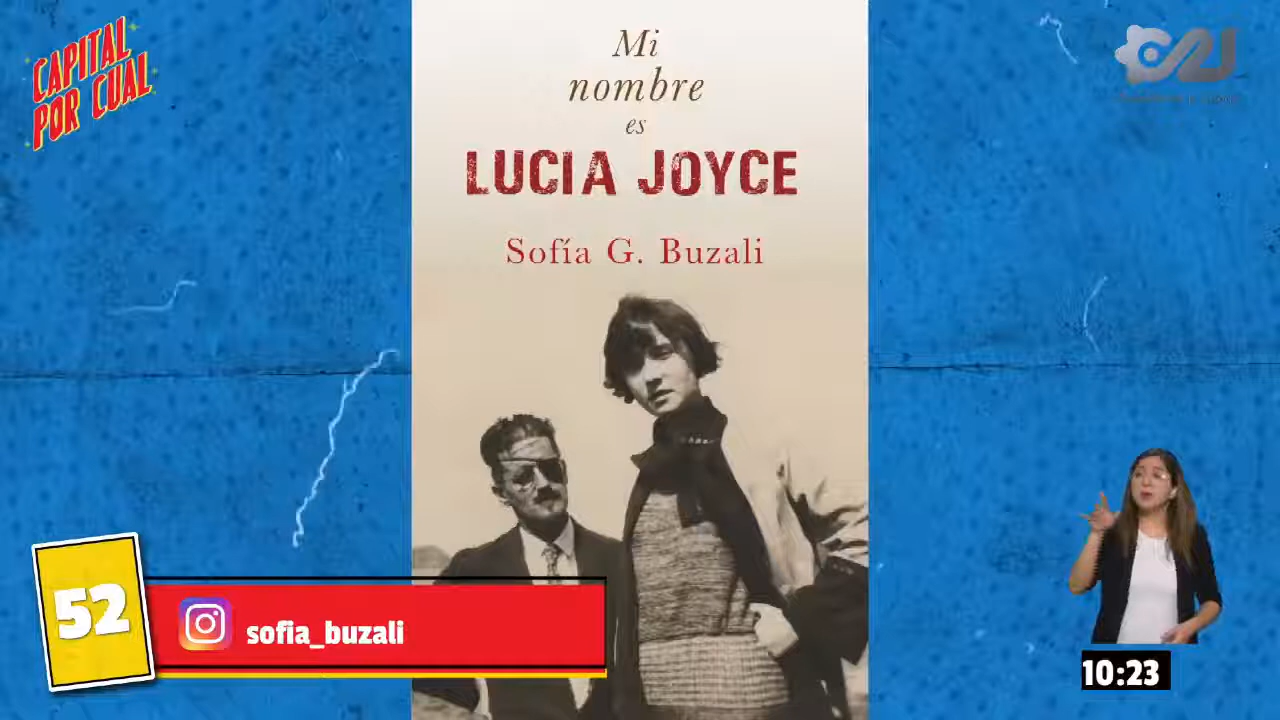 CAPITAL
POR CUAL
Mi
nombre
es
LUCIA JOYCE
Sofía G. Buzali
52
sofia_buzali
10:23